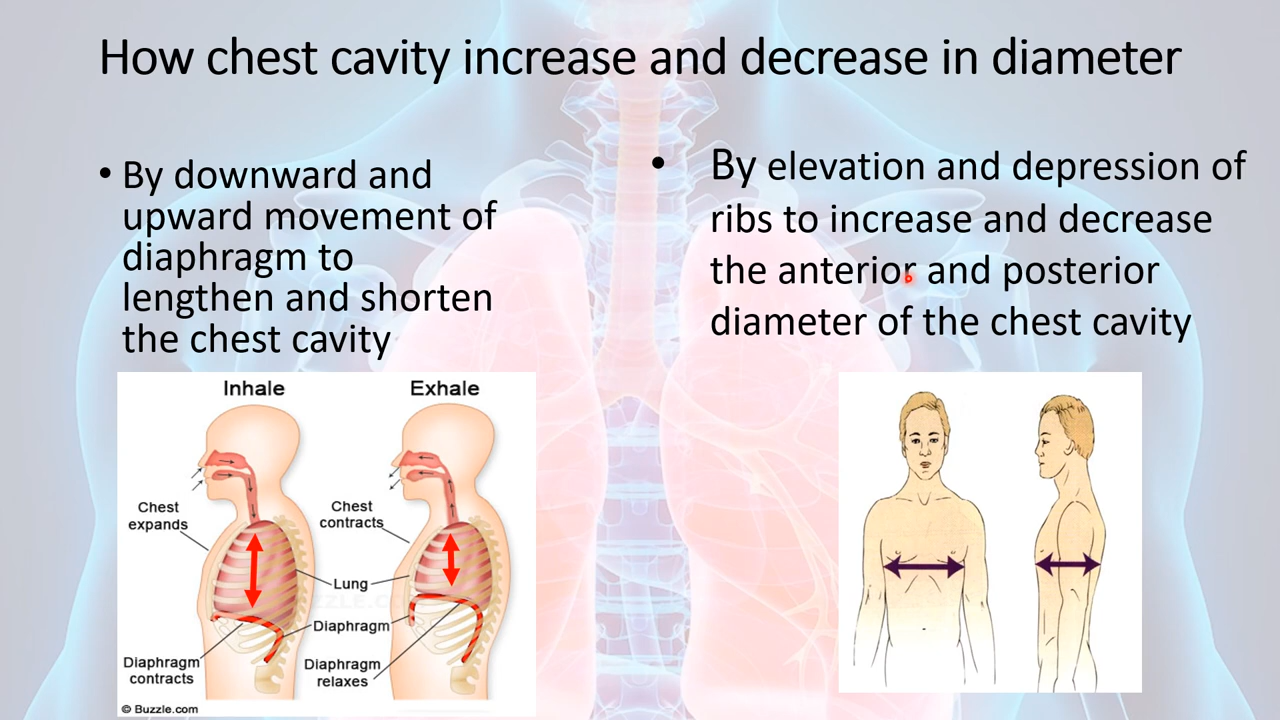 How chest cavity increase and decrease in diameter
• By downward and
upward movement of
diaphragm to
lengthen and shorten
the chest cavity
• By elevation and depression of
ribs to increase and decrease
the anterior and posterior
diameter of the chest cavity
Inhale
Exhale
Chest
expands
Chest
contracts
Lung
Diaphragm
Diaphragm
contracts
Diaphragm
relaxes
© Buzzle.com